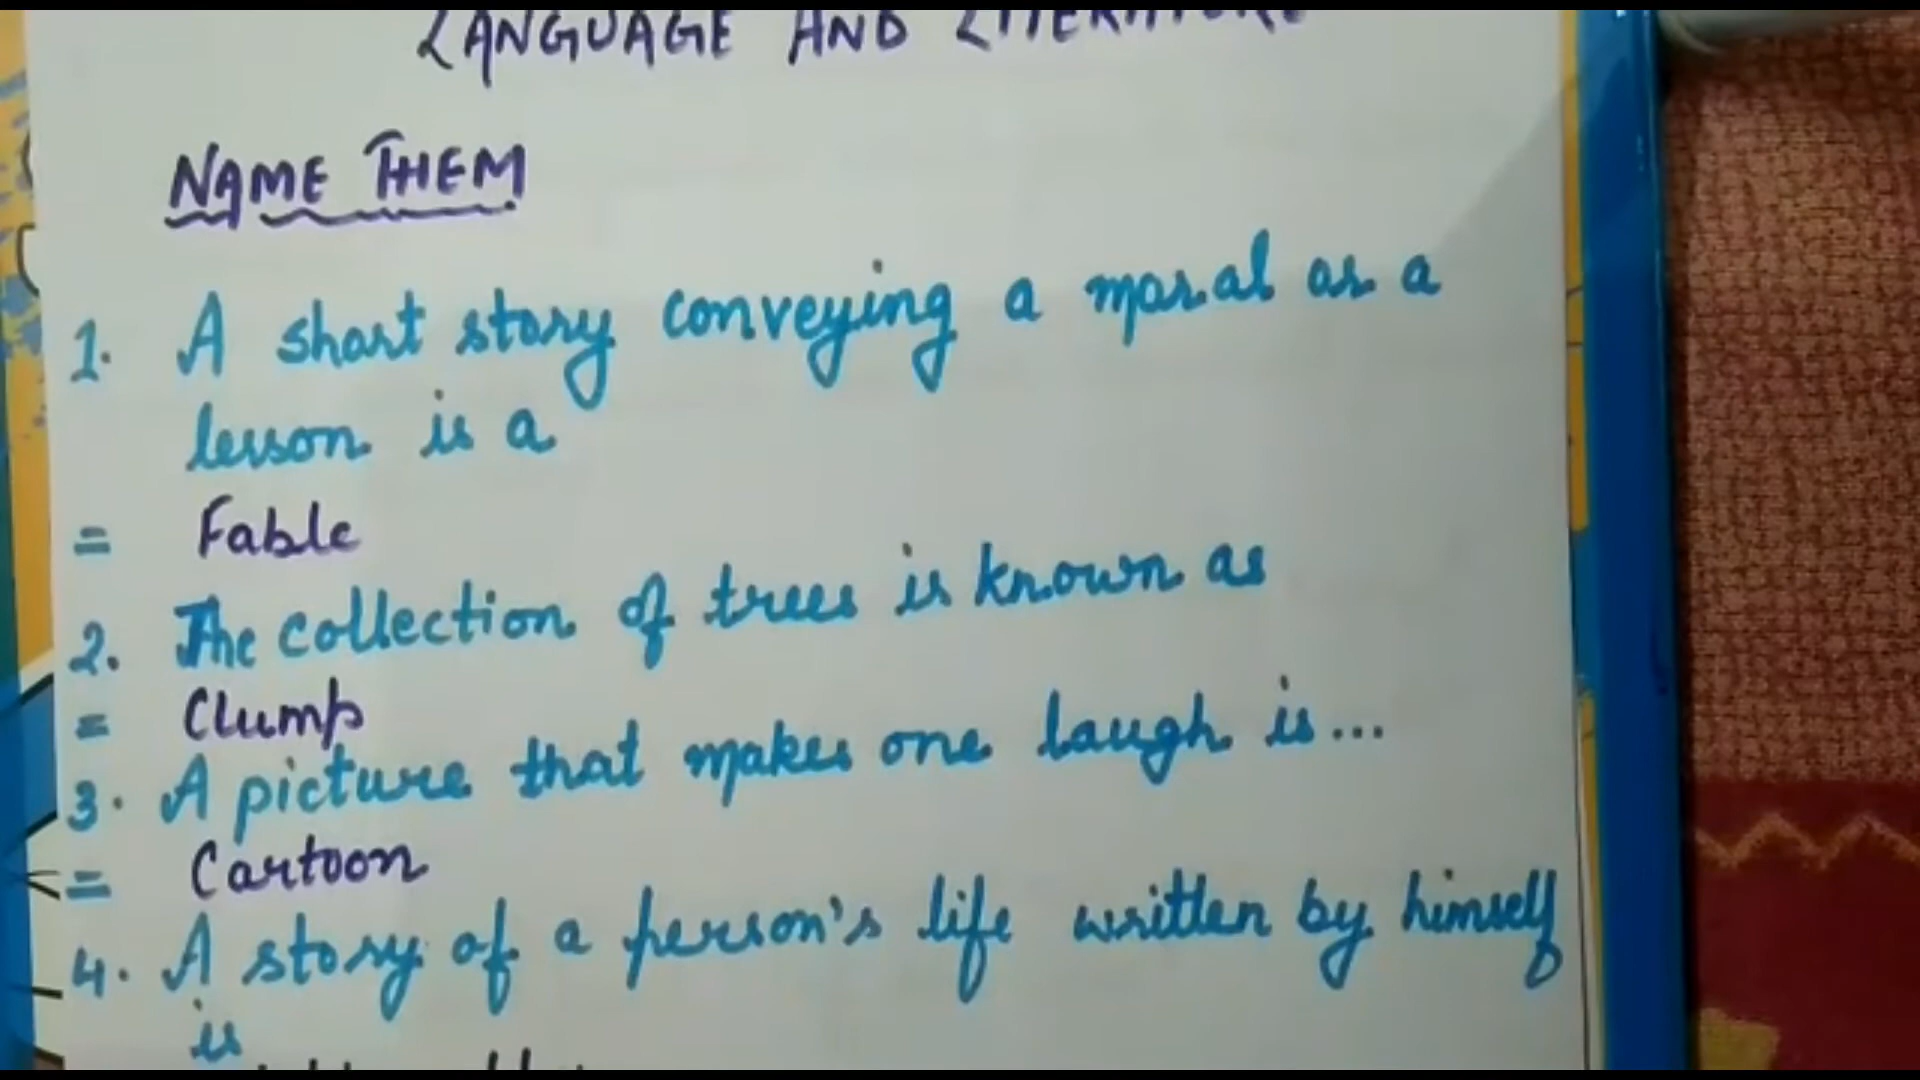 LANGUAGE AND LITERATURE
NAME THEM
1. A short story conveying a moral as a
lesson is a
= Fable
2. The collection of trees is known as
= Clump
3. A picture that makes one laugh is...
= Cartoon
4. A story of a person's life written by himself
is